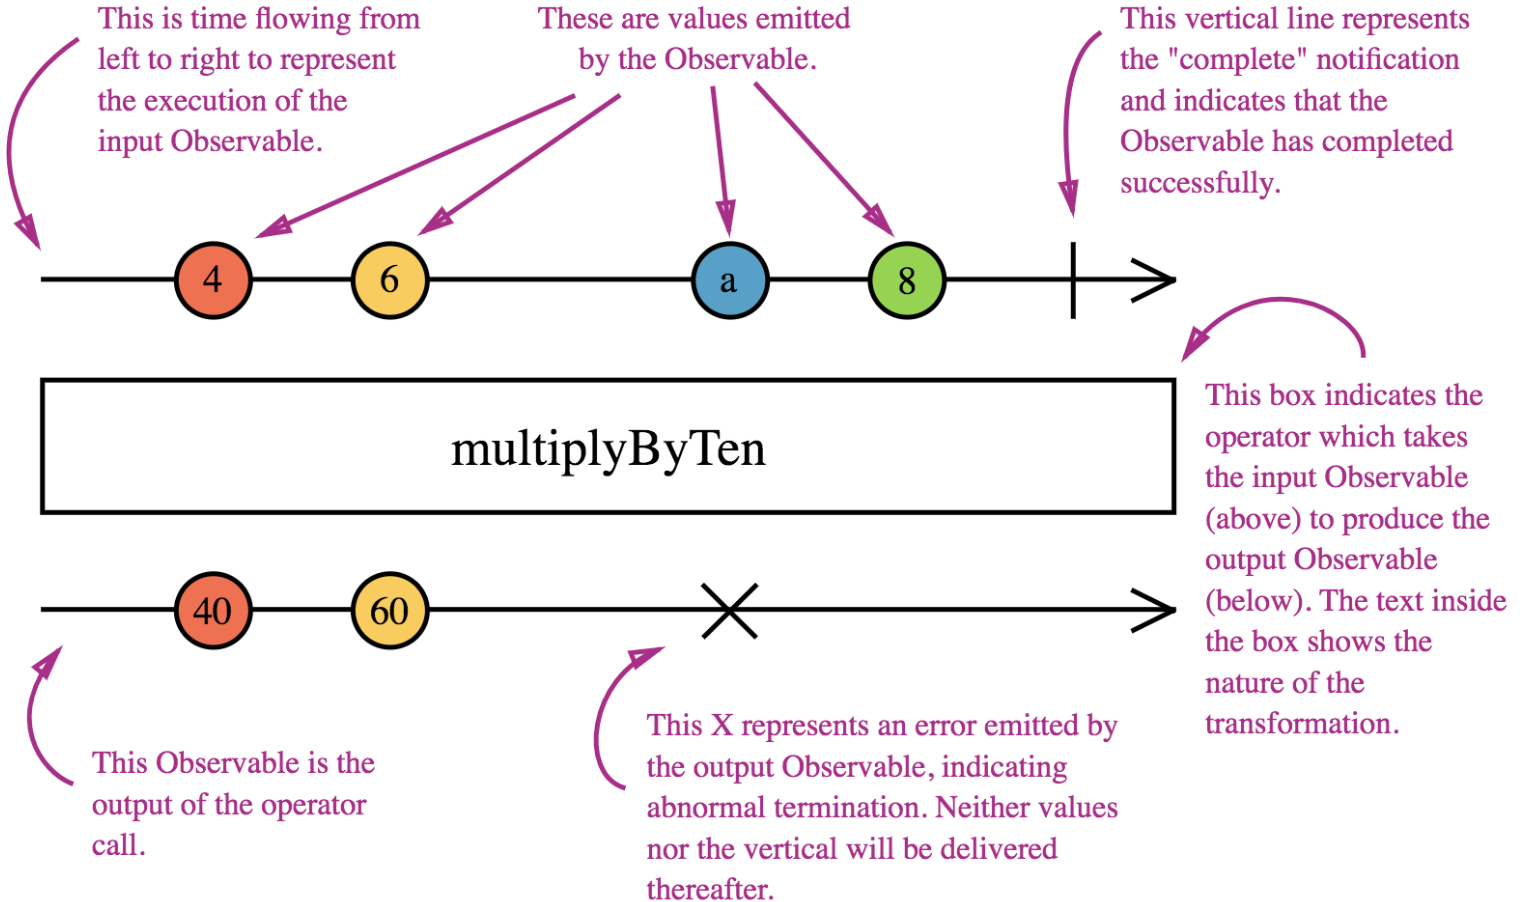 This is time flowing from
left to right to represent
the execution of the
input Observable.
These are values emitted
by the Observable.
This vertical line represents
the "complete" notification
and indicates that the
Observable has completed
successfully.
4
6
a
8
multiplyByTen
This box indicates the
operator which takes
the input Observable
(above) to produce the
output Observable
(below). The text inside
the box shows the
nature of the
transformation.
40
60
This Observable is the
output of the operator
call.
This X represents an error emitted by
the output Observable, indicating
abnormal termination. Neither values
nor the vertical will be delivered
thereafter.